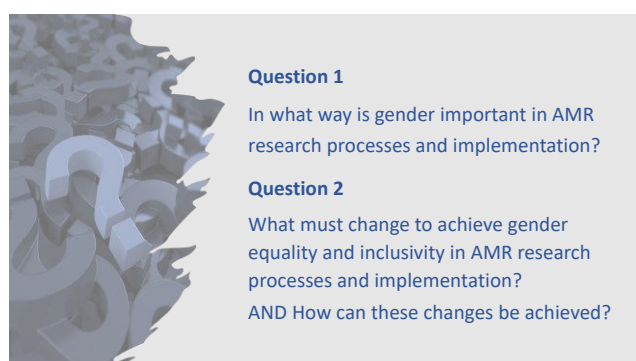 Question 1
In what way is gender important in AMR
research processes and implementation?
Question 2
What must change to achieve gender
equality and inclusivity in AMR research
processes and implementation?
AND How can these changes be achieved?